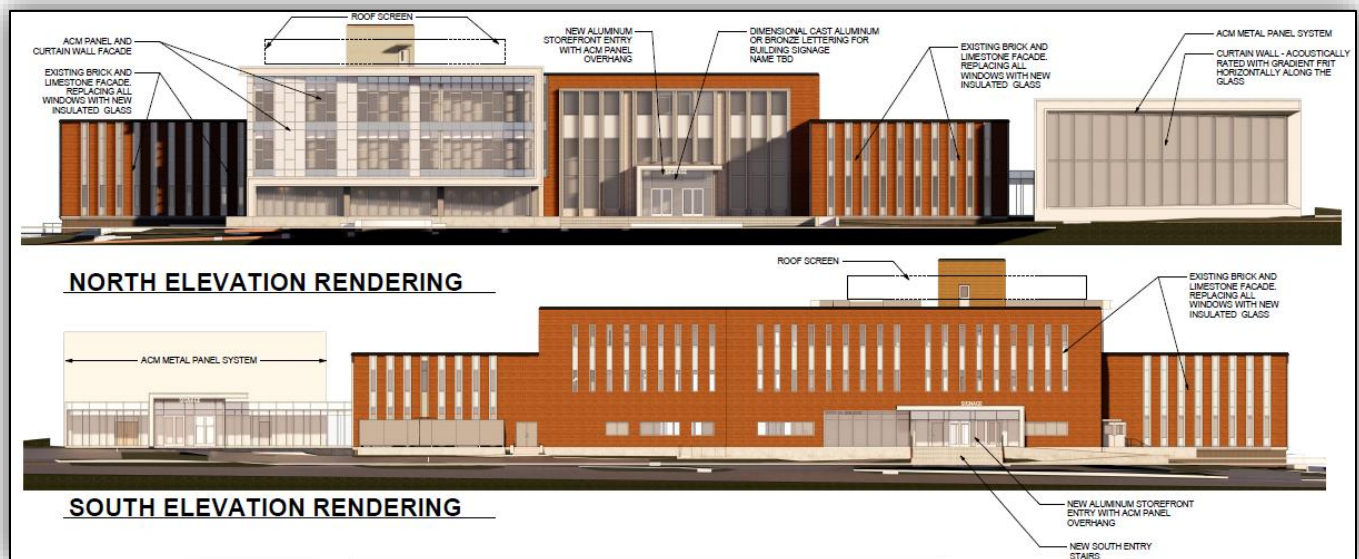 ROOF SCREEN
ACM PANEL AND
CURTAIN WALL FACADE
EXISTING BRICK AND
LIMESTONE FACADE.
REPLACING ALL
WINDOWS WITH NEW
INSULATED GLASS
NEW ALUMINUM
STOREFRONT ENTRY
WITH ACM PANEL
OVERHANG
DIMENSIONAL CAST ALUMINUM
OR BRONZE LETTERING FOR
BUILDING SIGNAGE
NAME TBD
EXISTING BRICK AND
LIMESTONE FACADE.
REPLACING ALL
WINDOWS WITH NEW
INSULATED GLASS
ACM METAL PANEL SYSTEM
CURTAIN WALL - ACOUSTICALLY
RATED WITH GRADIENT FRIT
HORIZONTALLY ALONG THE
GLASS
SIGNAGE
NORTH ELEVATION RENDERING
ROOF SCREEN
EXISTING BRICK AND
LIMESTONE FACADE.
REPLACING ALL
WINDOWS WITH NEW
INSULATED GLASS
ACM METAL PANEL SYSTEM
SIGNAGE
SIGNAGE
SOUTH ELEVATION RENDERING
NEW ALUMINUM STOREFRONT
ENTRY WITH ACM PANEL
OVERHANG
NEW SOUTH ENTRY
STAIRS